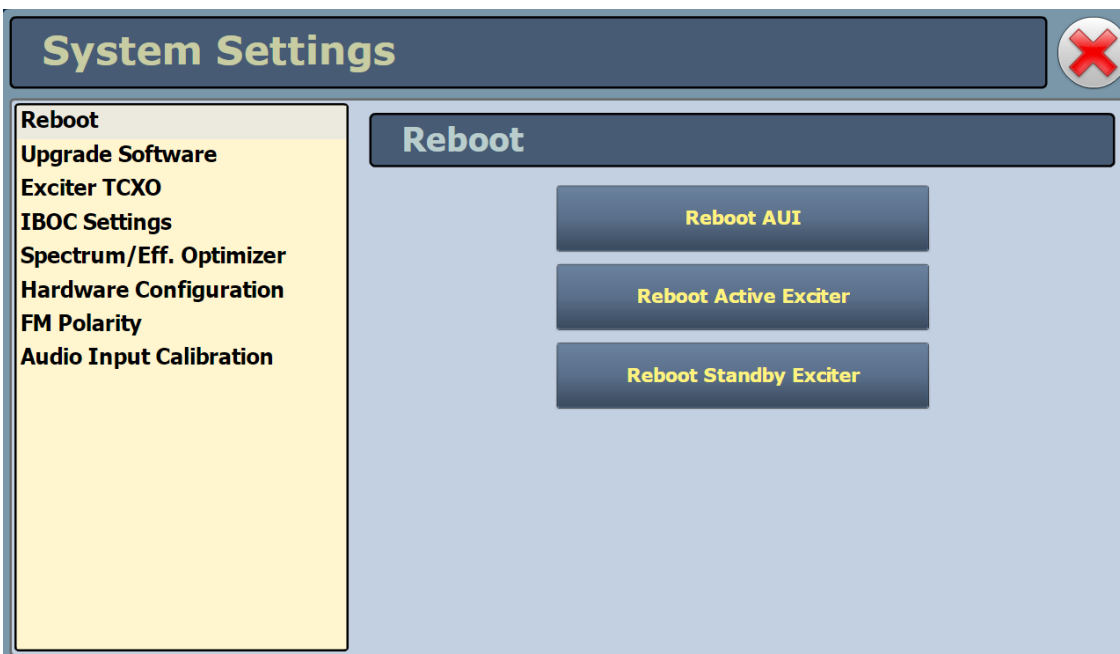 System Settings
Reboot
Upgrade Software
Exciter TCXO
IBOC Settings
Spectrum/Eff. Optimizer
Hardware Configuration
FM Polarity
Audio Input Calibration
Reboot
Reboot AUI
Reboot Active Exciter
Reboot Standby Exciter